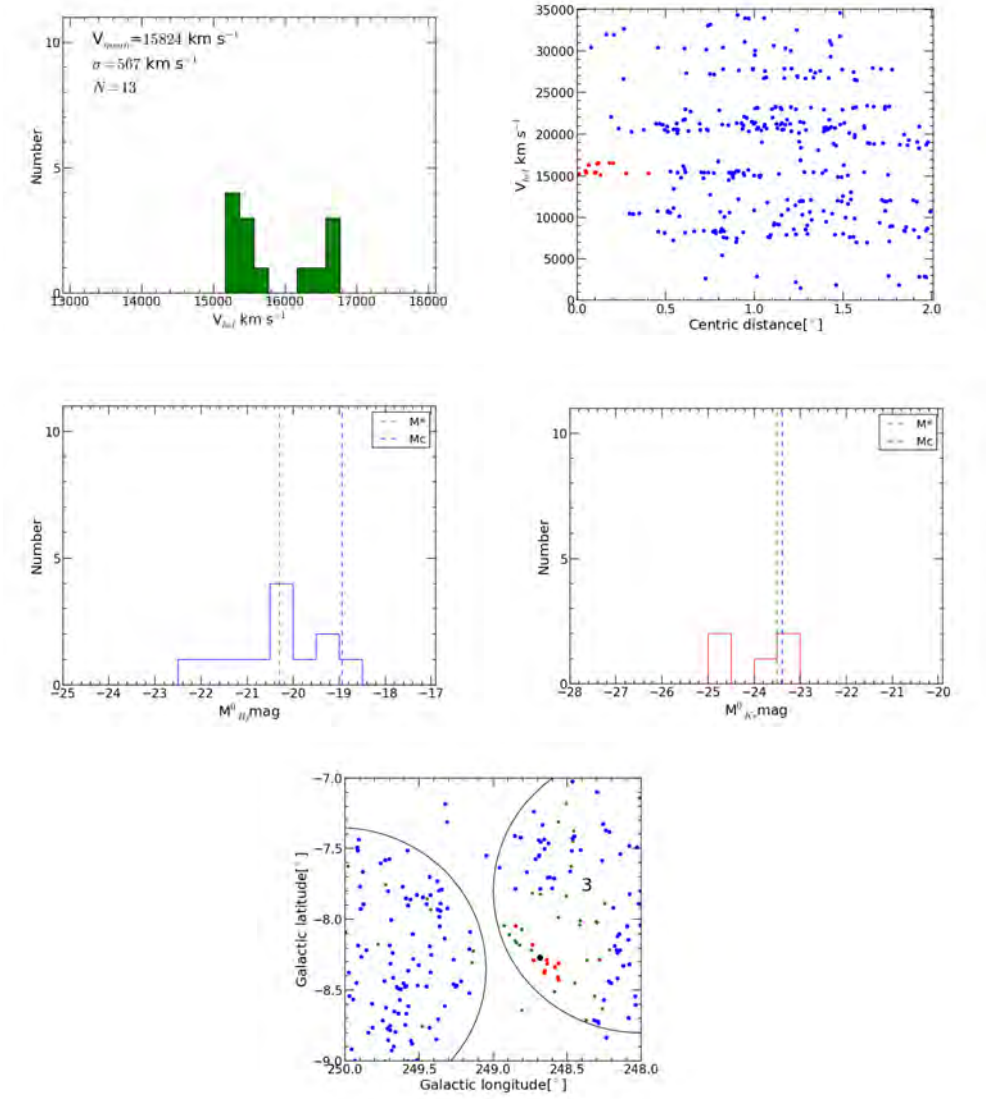 V_mean=15824 km s⁻¹
σ=567 km s⁻¹
N=13
Number
10
5
0
13000 14000 15000 16000 17000 18000
V_hel km s⁻¹
V_hel km s⁻¹
35000
30000
25000
20000
15000
10000
5000
0
0.0 0.5 1.0 1.5 2.0
Centric distance[°]
M*
Mc
Number
10
5
0
−25 −24 −23 −22 −21 −20 −19 −18 −17
mag
M*
Mc
Number
10
5
0
−28 −27 −26 −25 −24 −23 −22 −21 −20
mag
Galactic latitude[°]
−7.0
−7.5
−8.0
−8.5
−9.0
3
250.0 249.5 249.0 248.5 248.0
Galactic longitude[°]